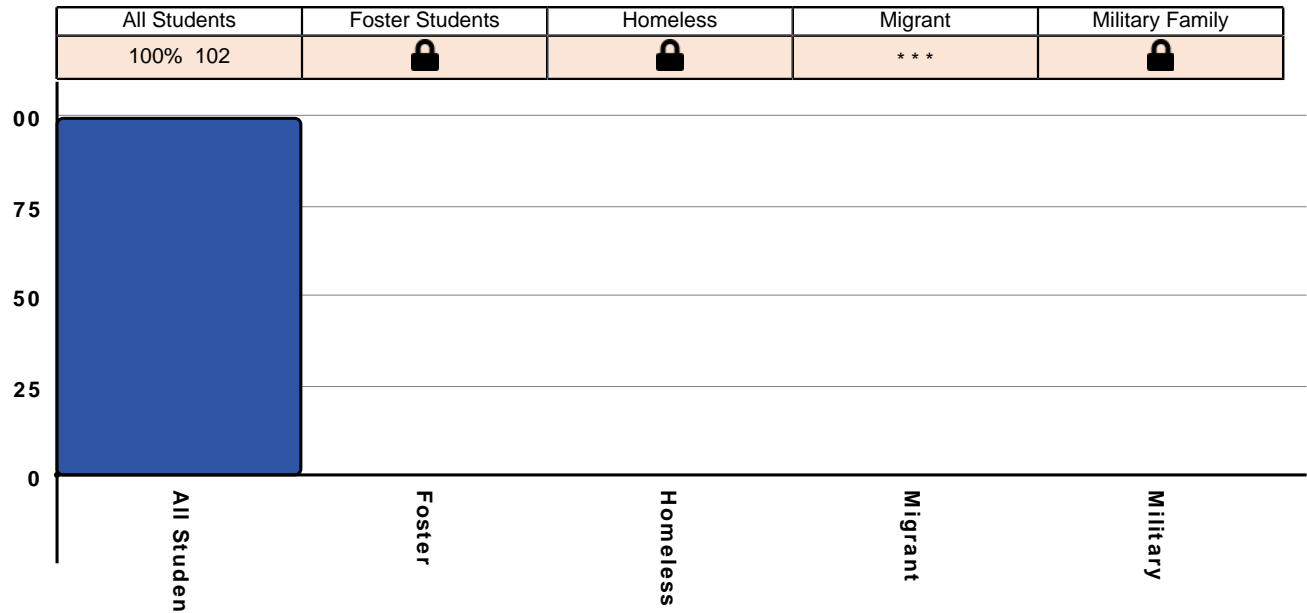 All Students Foster Students Homeless Migrant Military Family
100% 102 * * *
00
75
50
25
0
All Studen
Foster
Homeless
Migrant
Military